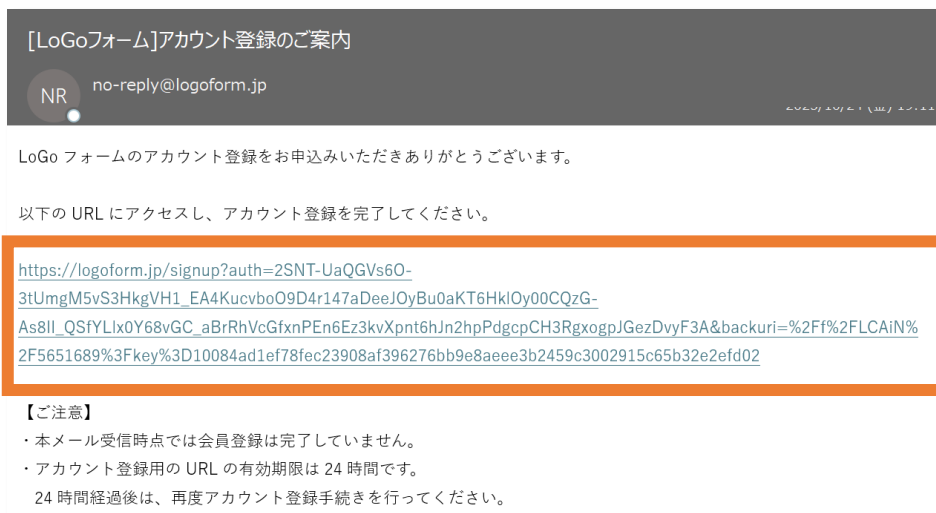 [LoGoフォーム]アカウント登録のご案内
NR
no-reply@logoform.jp
LoGo フォームのアカウント登録をお申込みいただきありがとうございます。
以下の URL にアクセスし、アカウント登録を完了してください。
https://logoform.jp/signup?auth=2SNT-UaQGVs6O-
3tUmgM5vS3HkgVH1_EA4KucvboO9D4r147aDeeJOyBu0aKT6HklOy00CQzG-
As8Il_QSfYLlx0Y68vGC_aBrRhVcGfxnPEn6Ez3kvXpnt6hJn2hpPdgcpCH3RgxogpJGezDvyF3A&backuri=%2Ff%2FLCAiN%
2F5651689%3Fkey%3D10084ad1ef78fec23908af396276bb9e8aeee3b2459c3002915c65b32e2efd02
【ご注意】
・本メール受信時点では会員登録は完了していません。
・アカウント登録用の URL の有効期限は 24 時間です。
24 時間経過後は、再度アカウント登録手続きを行ってください。